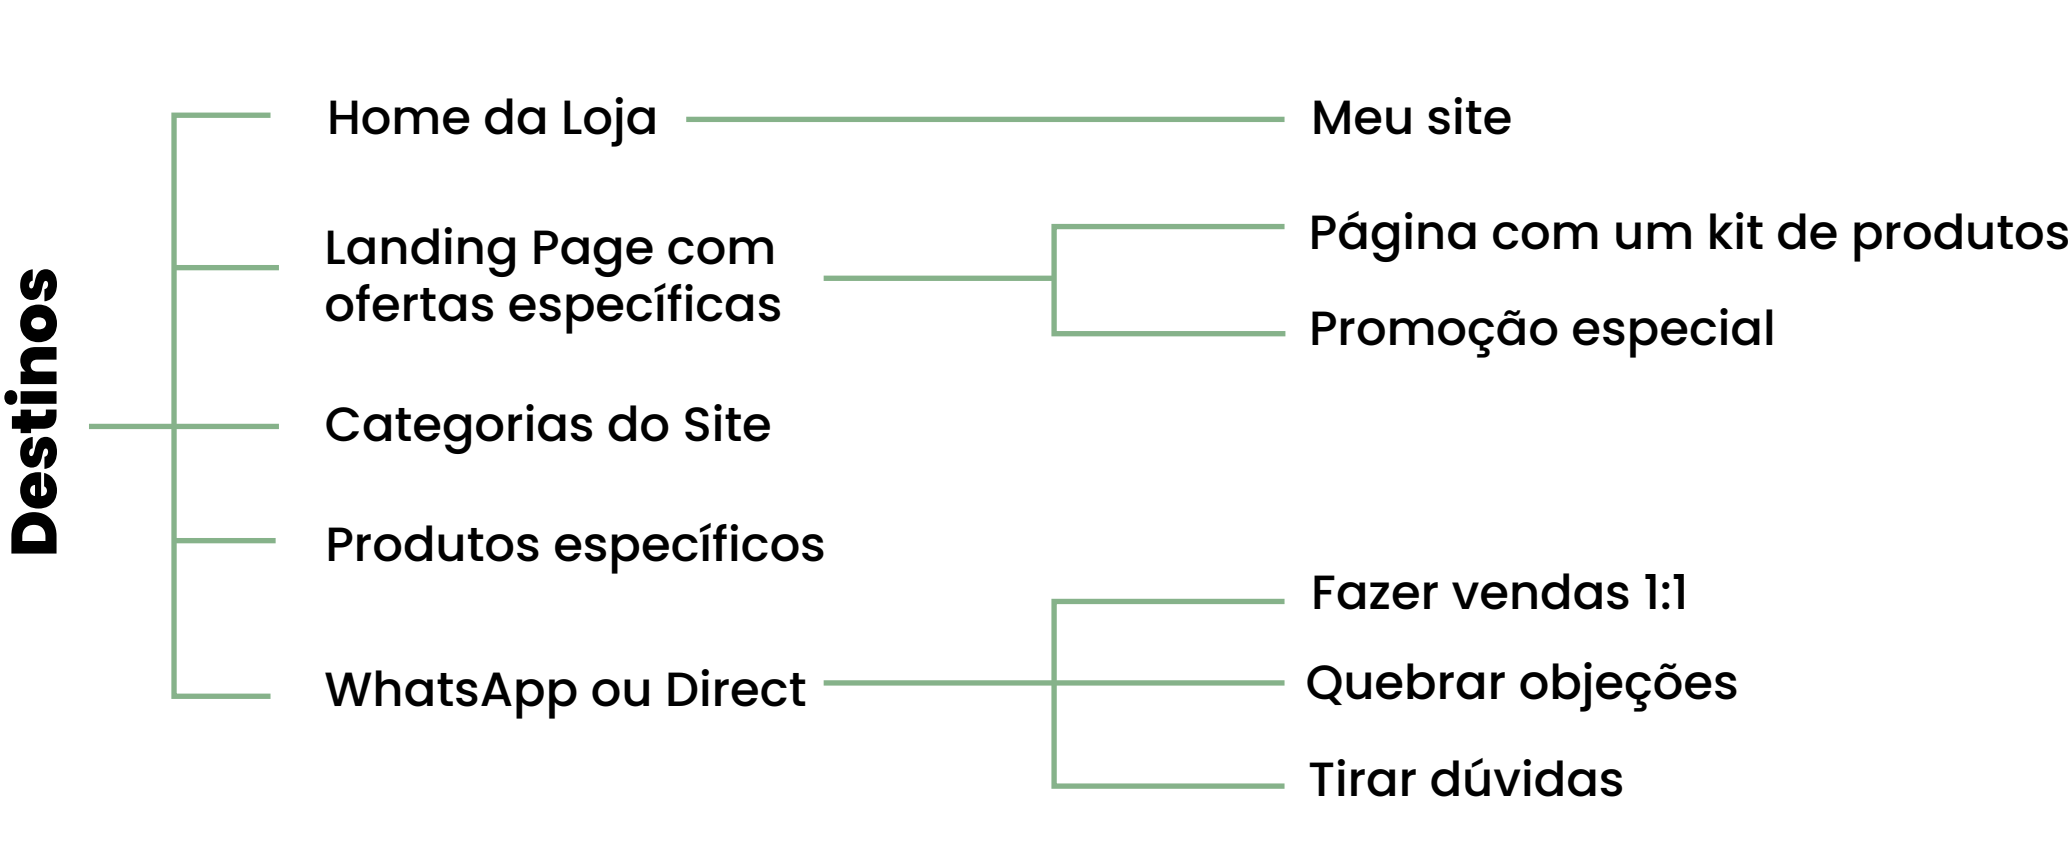 Destinos
Home da Loja
Meu site
Landing Page com
ofertas específicas
Página com um kit de produtos
Promoção especial
Categorias do Site
Produtos específicos
WhatsApp ou Direct
Fazer vendas 1:1
Quebrar objeções
Tirar dúvidas